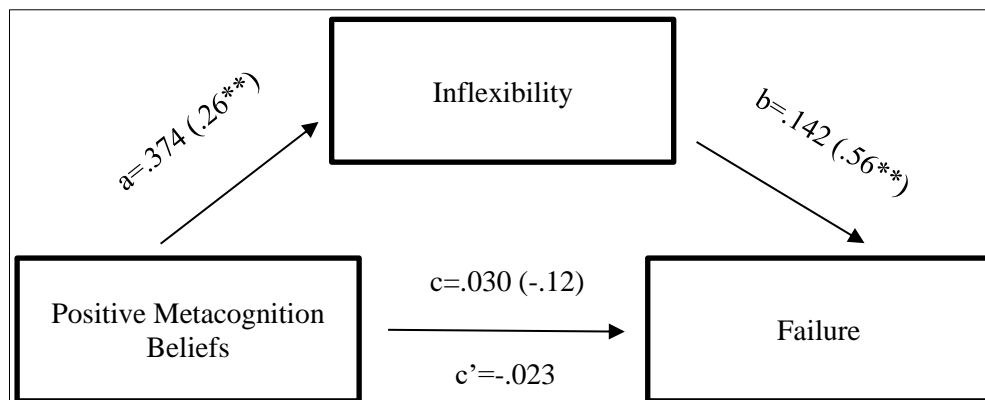 Inflexibility
a=.374 (.26**)
b=.142 (.56**)
Positive Metacognition
Beliefs
c=.030 (-.12)
c’=-.023
Failure